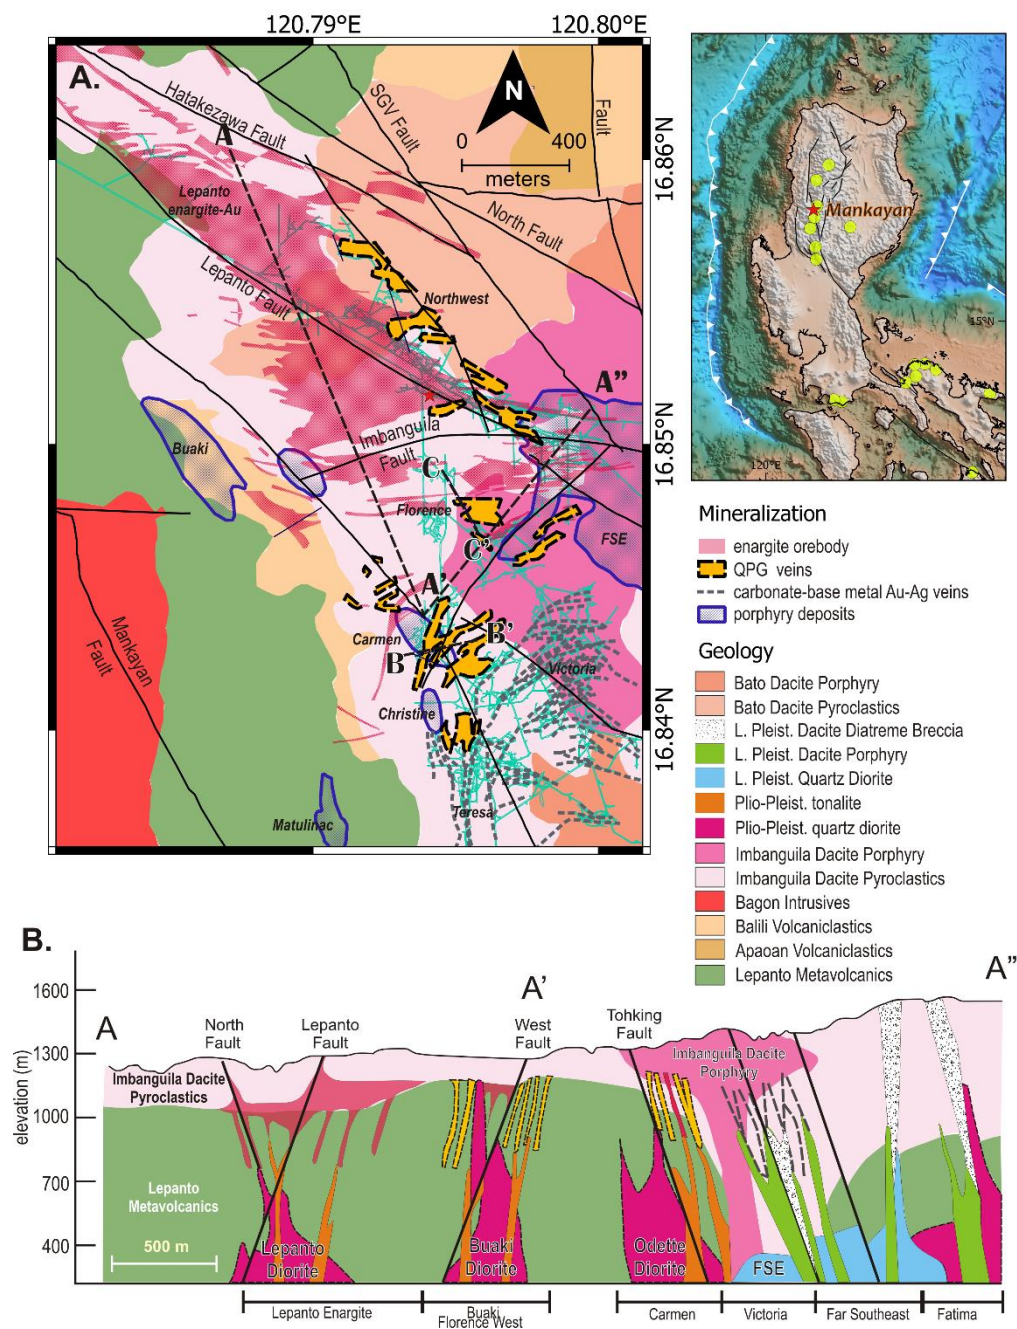 120.79°E
120.80°E
A.
Hatakezawa Fault
A
SGV Fault
Fault
N
0
400
meters
16.86°N
Lepanto
enargite-Au
North Fault
Lepanto Fault
Northwest
A"
Imbanguila
Fault
16.85°N
Buaki
C
Florence
C'
FSE
A'
Carmen
B
B'
Victoria
Mankayan
Fault
Christine
16.84°N
Teresa
Matulinac
Mankayan
15°N
120°E
Mineralization
enargite orebody
QPG veins
carbonate-base metal Au-Ag veins
porphyry deposits
Geology
Bato Dacite Porphyry
Bato Dacite Pyroclastics
L. Pleist. Dacite Diatreme Breccia
L. Pleist. Dacite Porphyry
L. Pleist. Quartz Diorite
Plio-Pleist. tonalite
Plio-Pleist. quartz diorite
Imbanguila Dacite Porphyry
Imbanguila Dacite Pyroclastics
Bagon Intrusives
Balili Volcaniclastics
Apaoan Volcaniclastics
Lepanto Metavolcanics
B.
elevation (m)
1600
1300
1000
700
400
A
A'
A"
North
Fault
Lepanto
Fault
West
Fault
Tohking
Fault
Imbanguila Dacite
Pyroclastics
Imbanguila Dacite
Porphyry
Lepanto
Metavolcanics
500 m
Lepanto
Diorite
Buaki
Diorite
Odette
Diorite
FSE
Lepanto Enargite
Buaki
Florence West
Carmen
Victoria
Far Southeast
Fatima